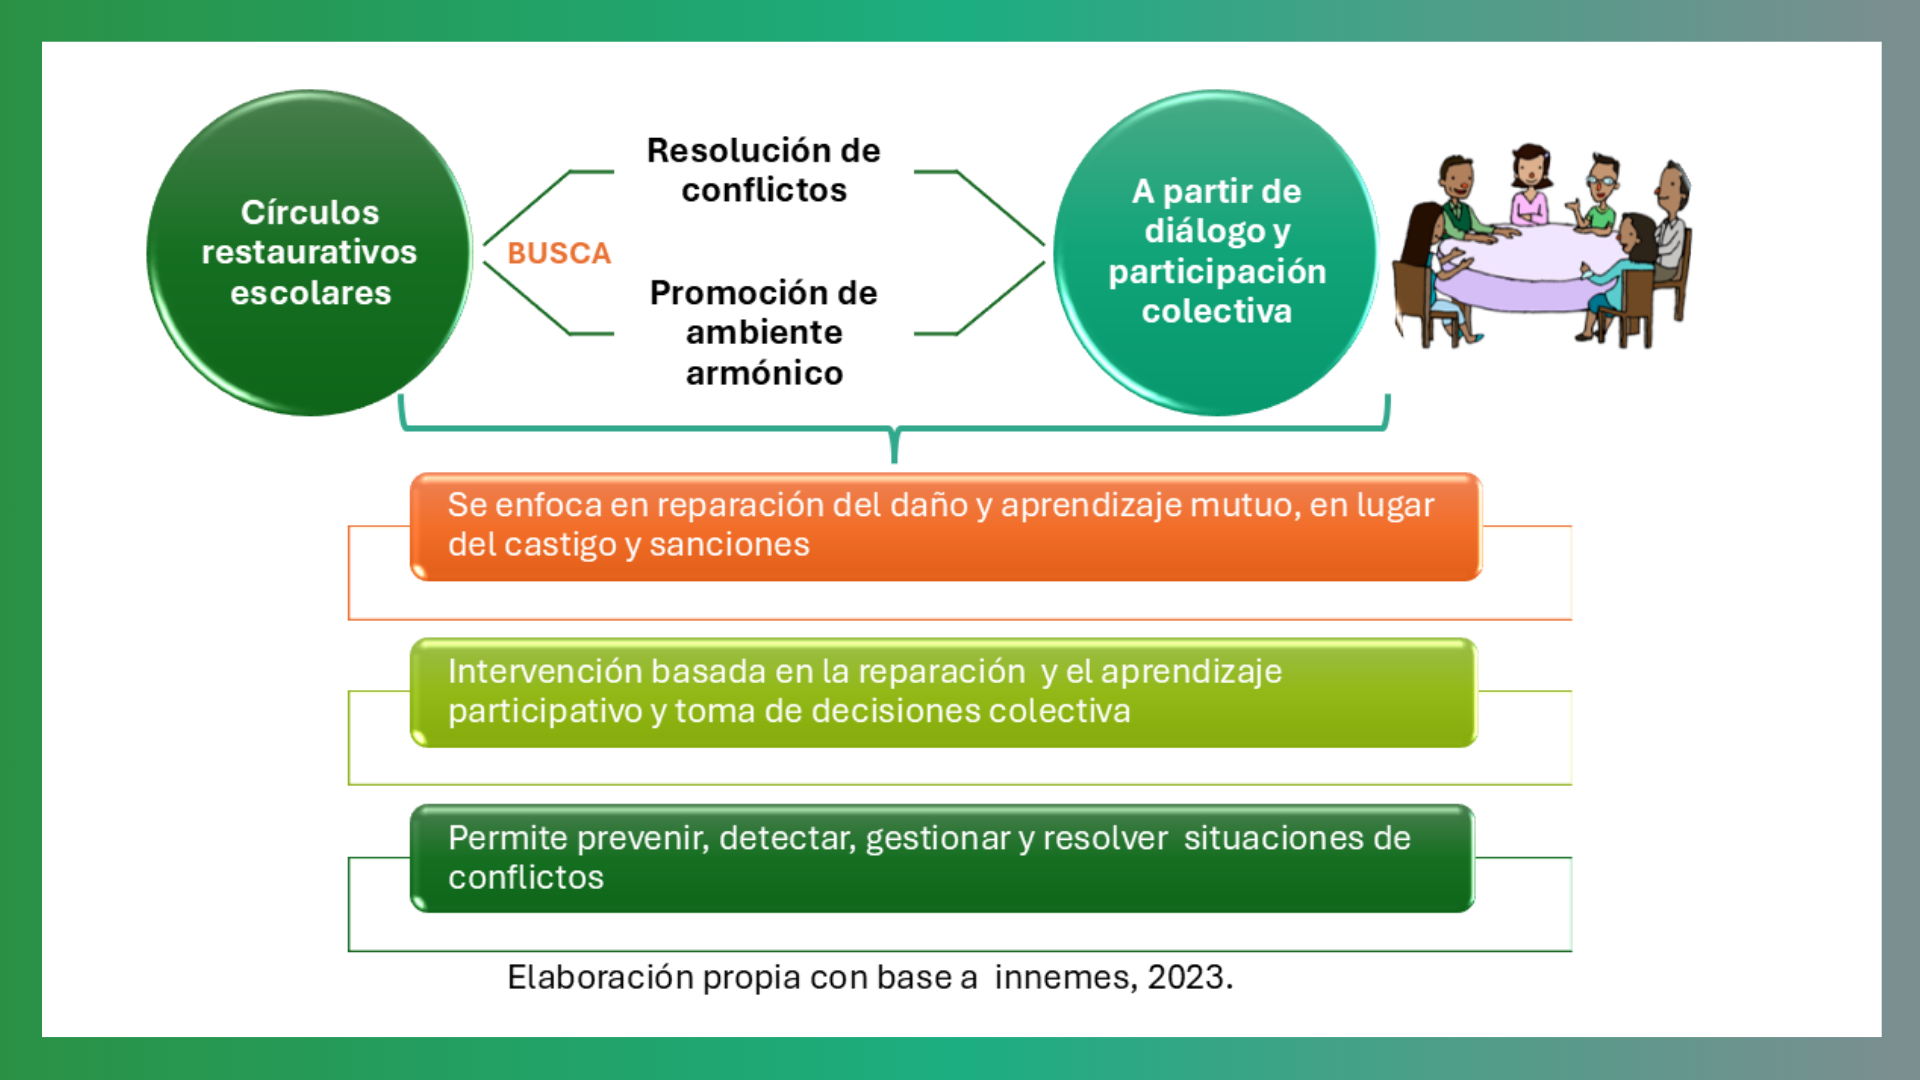 Círculos
restaurativos
escolares
BUSCA
Resolución de
conflictos
Promoción de
ambiente
armónico
A partir de
diálogo y
participación
colectiva
Se enfoca en reparación del daño y aprendizaje mutuo, en lugar
del castigo y sanciones
Intervención basada en la reparación  y el aprendizaje
participativo y toma de decisiones colectiva
Permite prevenir, detectar, gestionar y resolver  situaciones de
conflictos
Elaboración propia con base a  innemes, 2023.